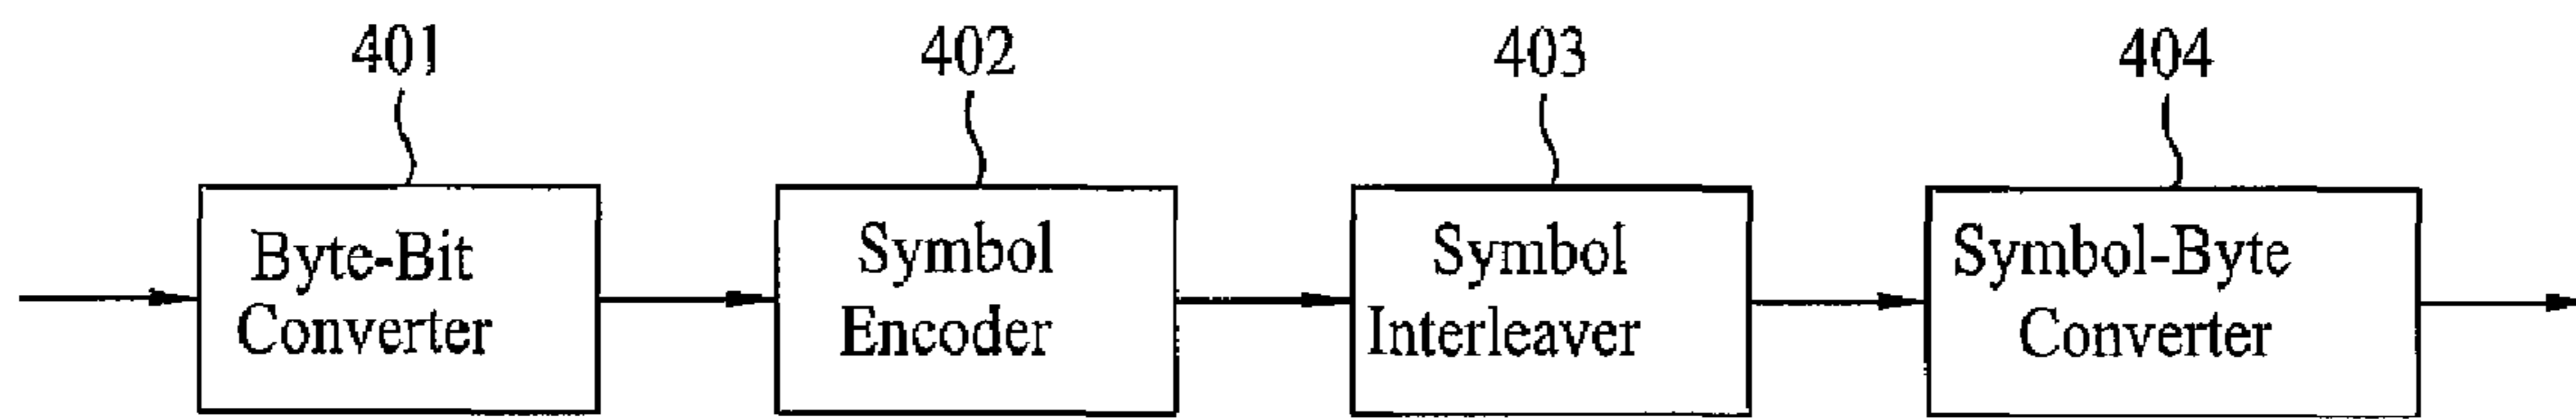 401
402
403
404
Byte-Bit
Converter
Symbol
Encoder
Symbol
Interleaver
Symbol-Byte
Converter